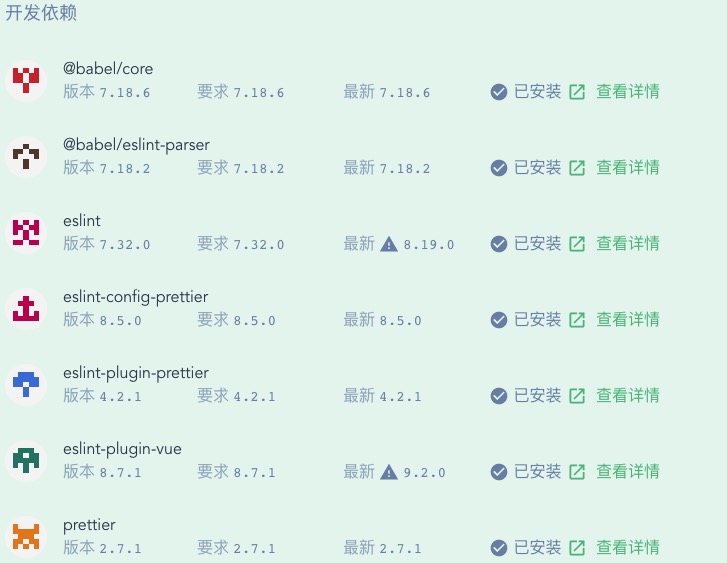 开发依赖
@babel/core
版本 7.18.6 要求 7.18.6 最新 7.18.6 已安装 查看详情
@babel/eslint-parser
版本 7.18.2 要求 7.18.2 最新 7.18.2 已安装 查看详情
eslint
版本 7.32.0 要求 7.32.0 最新 8.19.0 已安装 查看详情
eslint-config-prettier
版本 8.5.0 要求 8.5.0 最新 8.5.0 已安装 查看详情
eslint-plugin-prettier
版本 4.2.1 要求 4.2.1 最新 4.2.1 已安装 查看详情
eslint-plugin-vue
版本 8.7.1 要求 8.7.1 最新 9.2.0 已安装 查看详情
prettier
版本 2.7.1 要求 2.7.1 最新 2.7.1 已安装 查看详情